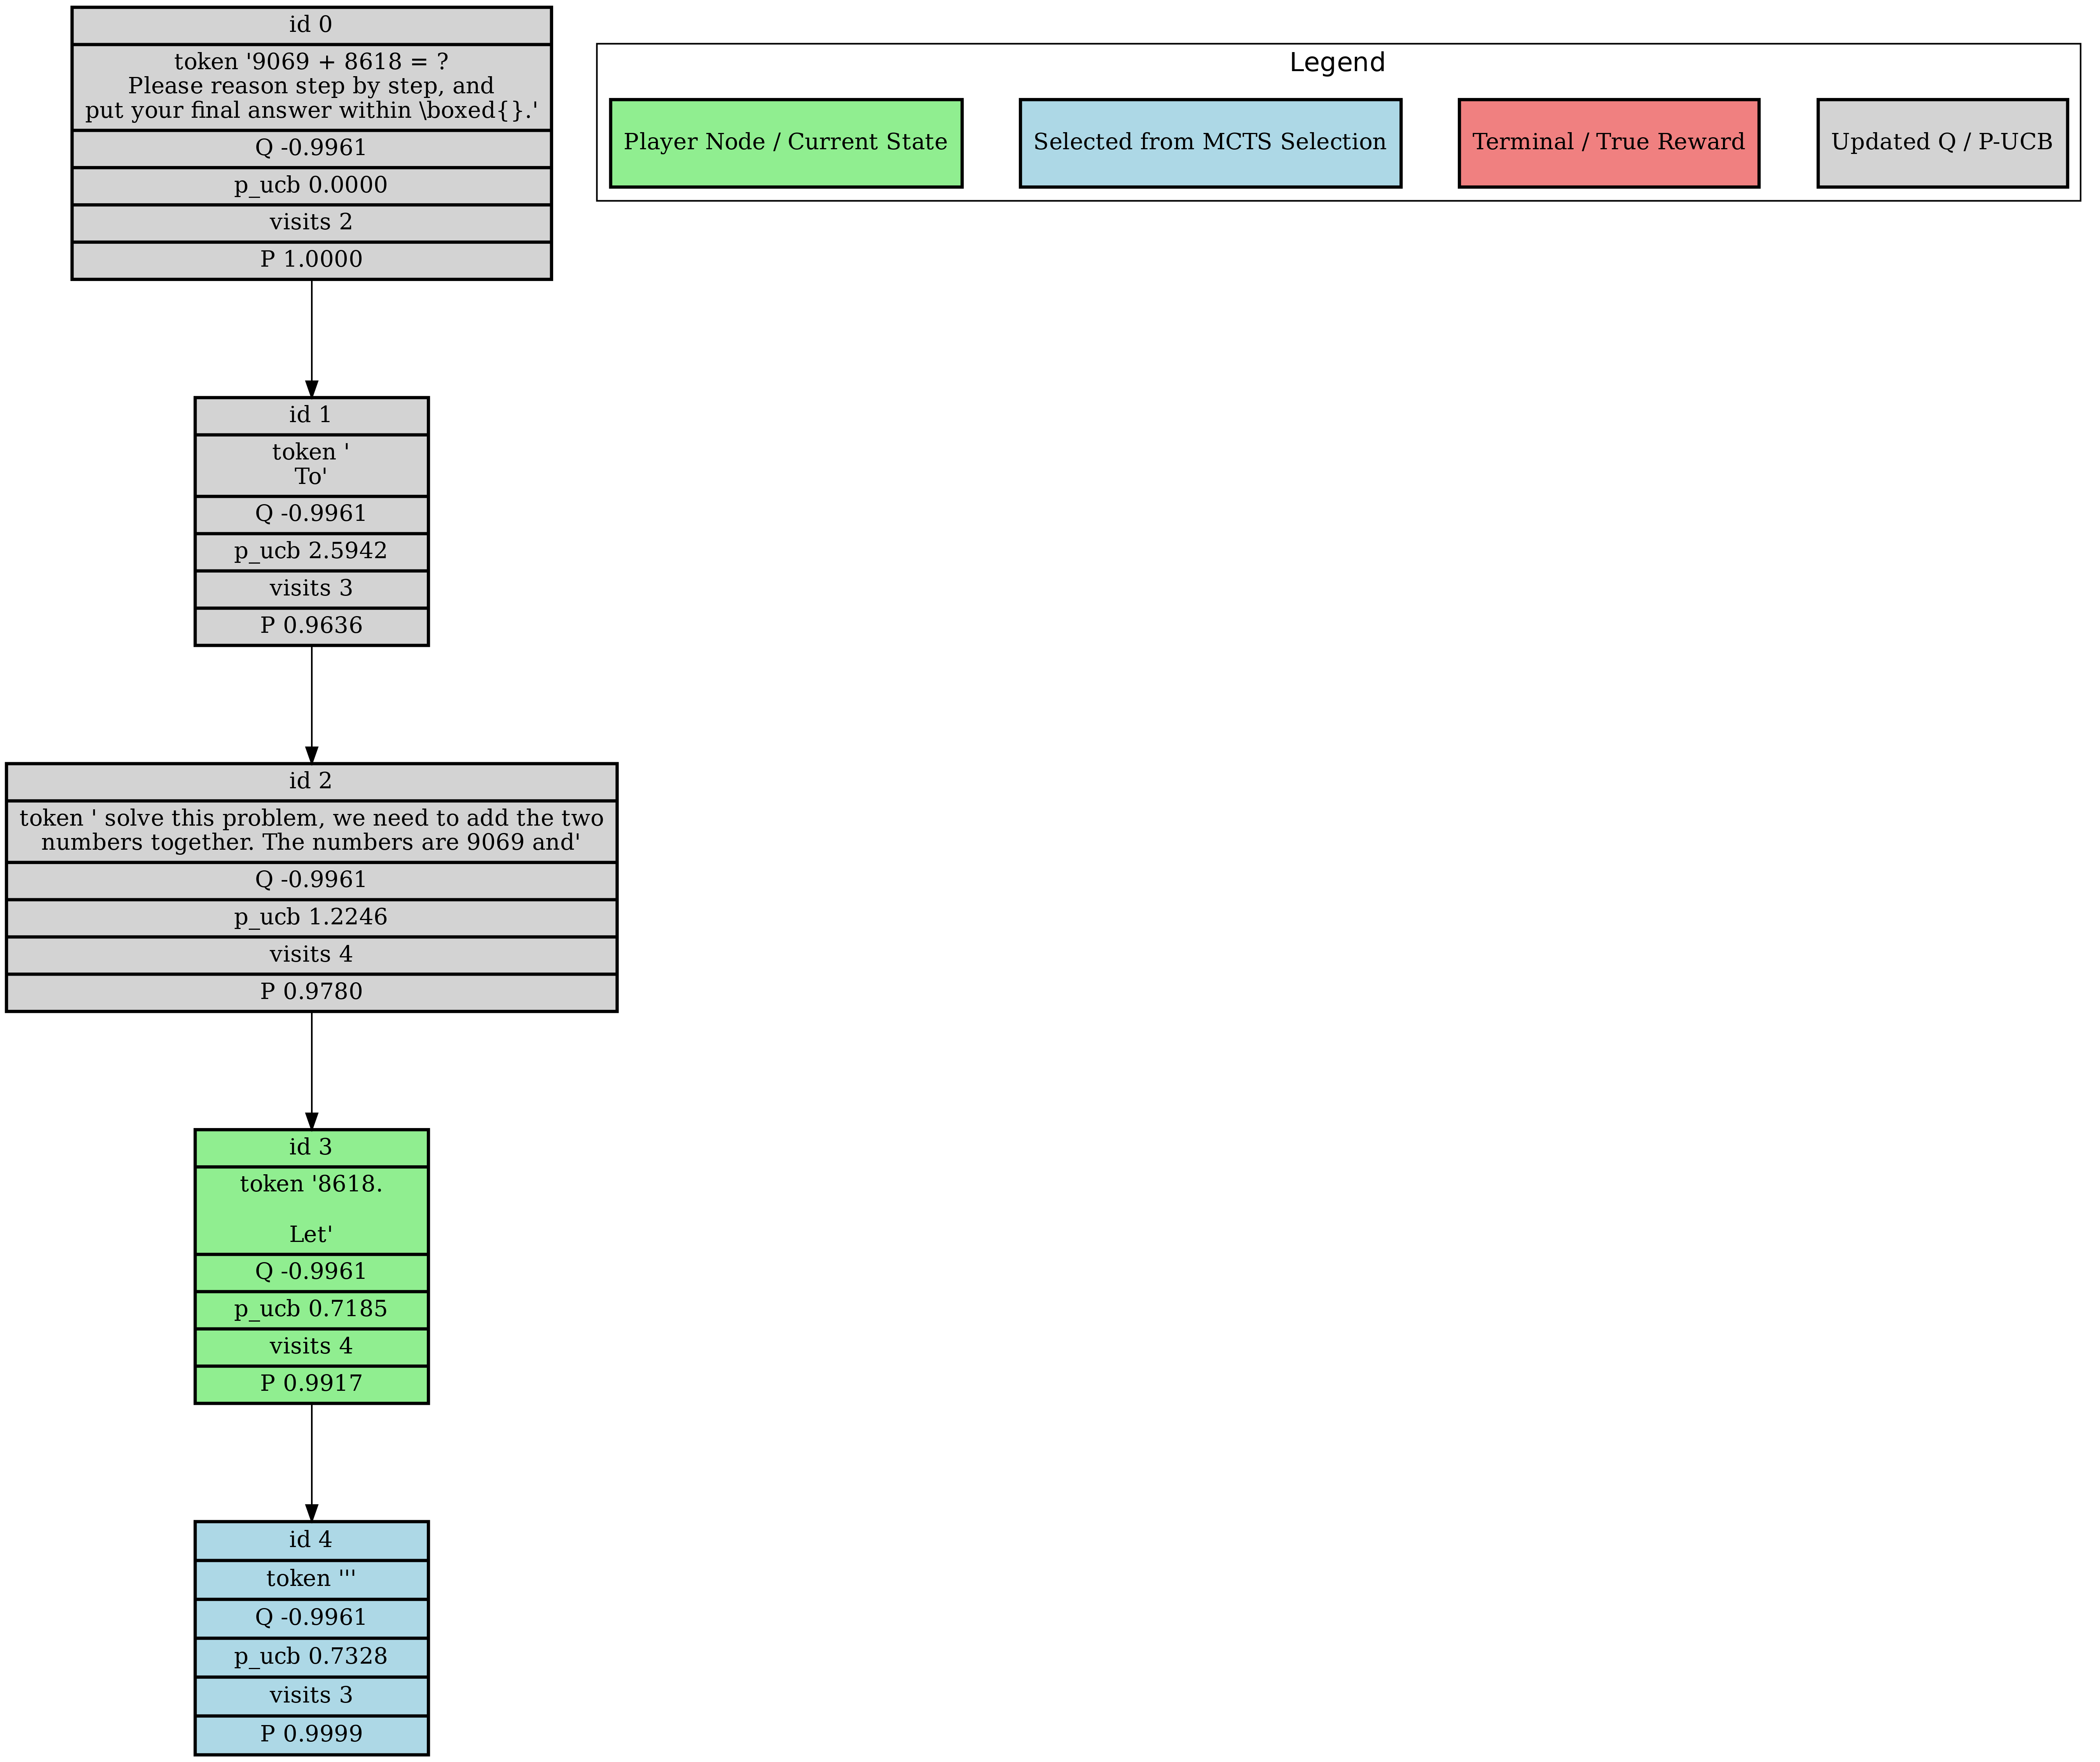 id 0
token '9069 + 8618 = ?
Please reason step by step, and
put your final answer within \boxed{}.'
Q -0.9961
p_ucb 0.0000
visits 2
P 1.0000
Legend
Player Node / Current State
Selected from MCTS Selection
Terminal / True Reward
Updated Q / P-UCB
id 1
token '
To'
Q -0.9961
p_ucb 2.5942
visits 3
P 0.9636
id 2
token ' solve this problem, we need to add the two
numbers together. The numbers are 9069 and'
Q -0.9961
p_ucb 1.2246
visits 4
P 0.9780
id 3
token '8618.
Let'
Q -0.9961
p_ucb 0.7185
visits 4
P 0.9917
id 4
token '''
Q -0.9961
p_ucb 0.7328
visits 3
P 0.9999